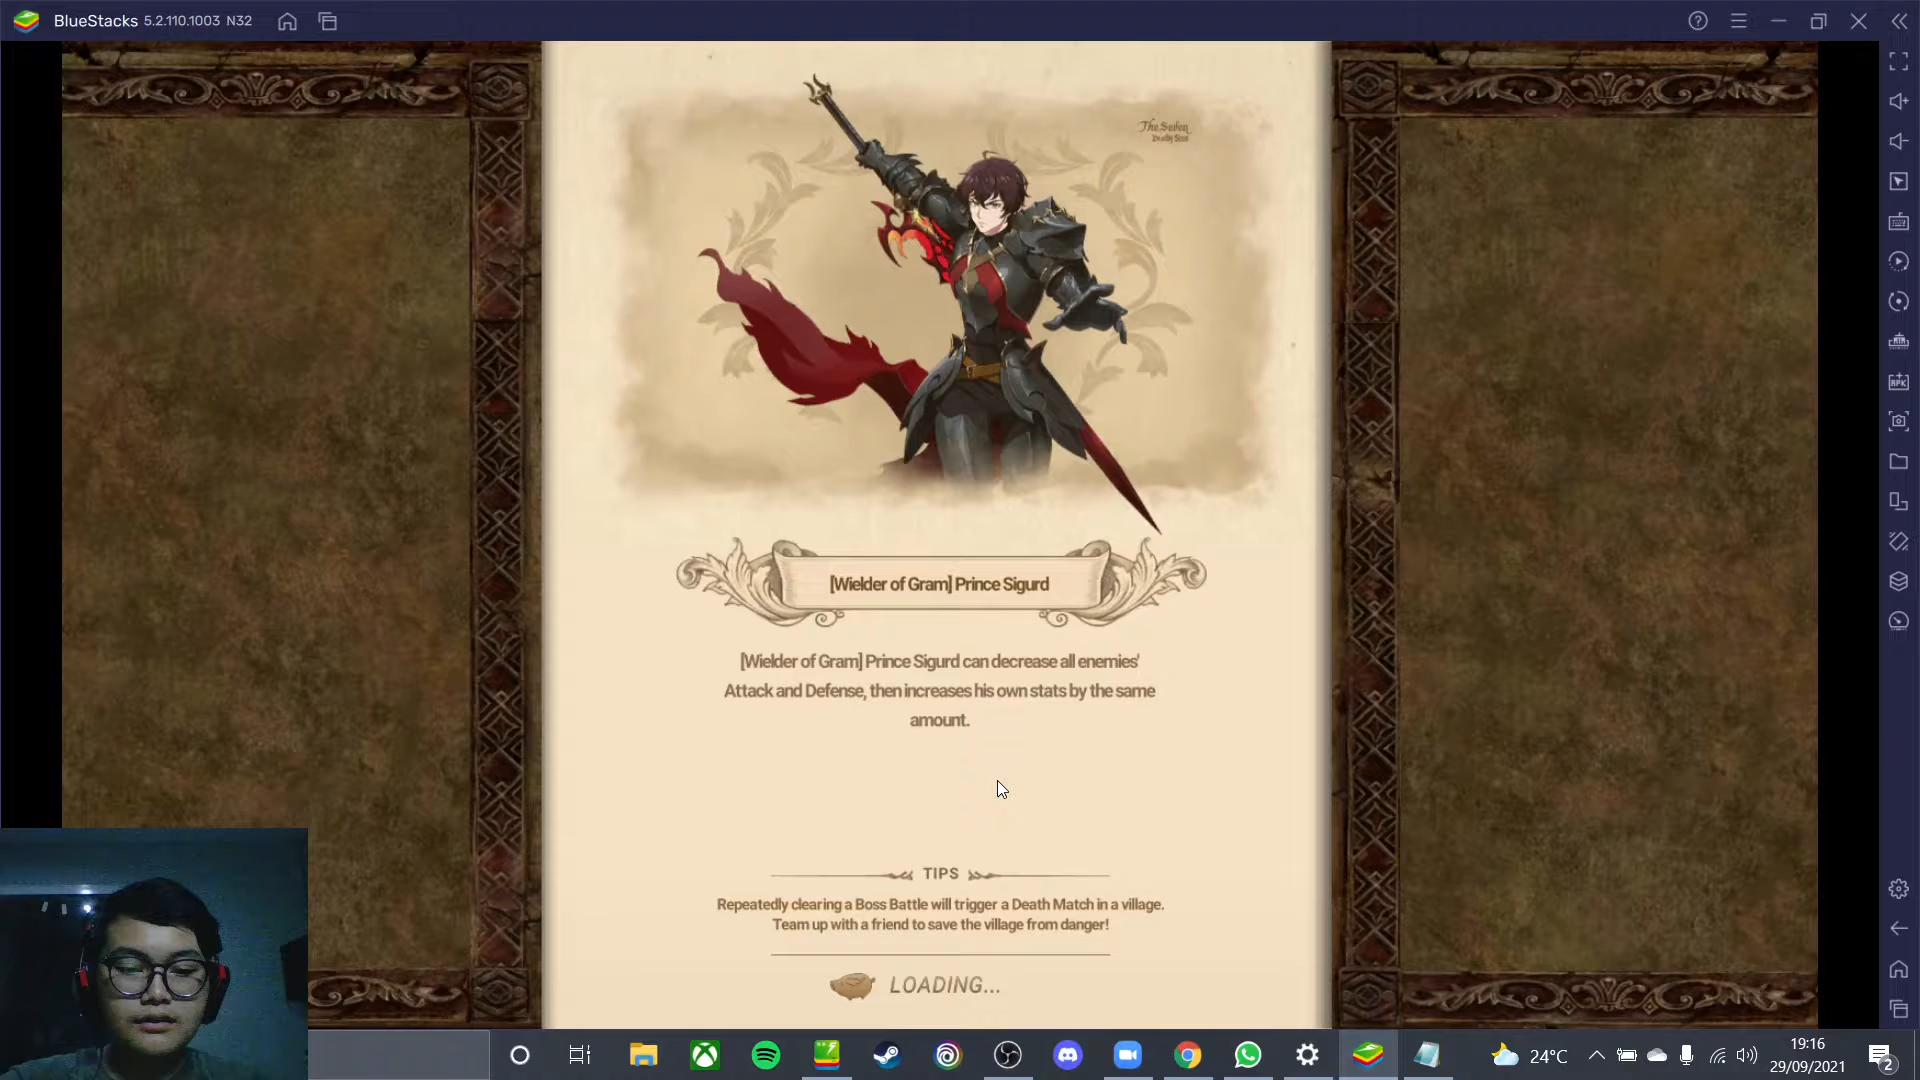 BlueStacks 5.2.110.1003 N32
The Seven
Deadly Sins
[Wielder of Gram] Prince Sigurd
[Wielder of Gram] Prince Sigurd can decrease all enemies'
Attack and Defense, then increases his own stats by the same
amount.
TIPS
Repeatedly clearing a Boss Battle will trigger a Death Match in a village.
Team up with a friend to save the village from danger!
LOADING...
24°C
19:16
29/09/2021
2